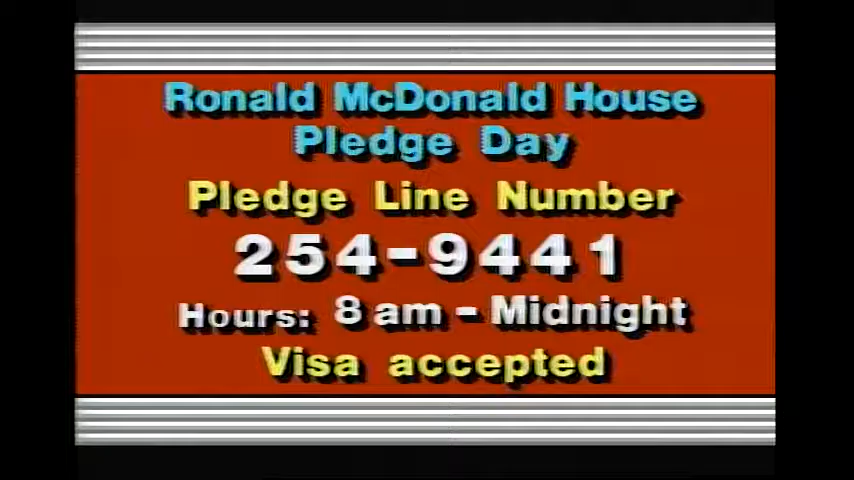 Ronald McDonald House
Pledge Day
Pledge Line Number
254-9441
Hours: 8 am - Midnight
Visa accepted